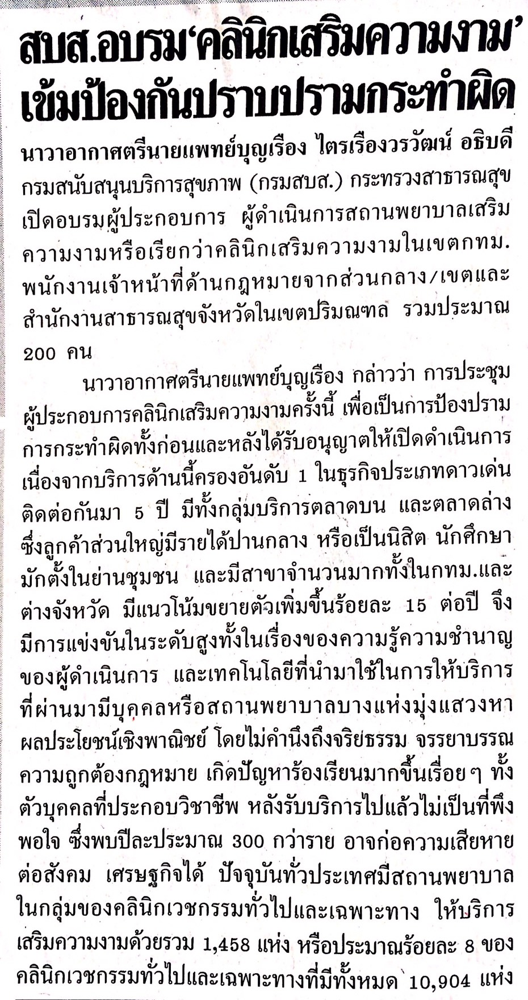 สบส.อบรม‘คลินิกเสริมความงาม’
เข้มป้องกันปราบปรามกระทำผิด
นาวาอากาศตรีนายแพทย์บุญเรือง ไตรเรืองวรวัฒน์ อธิบดี
กรมสนับสนุนบริการสุขภาพ (กรมสบส.) กระทรวงสาธารณสุข
เปิดอบรมผู้ประกอบการ ผู้ดำเนินการสถานพยาบาลเสริม
ความงามหรือเรียกว่าคลินิกเสริมความงามในเขตกทม.
พนักงานเจ้าหน้าที่ด้านกฎหมายจากส่วนกลาง/เขตและ
สำนักงานสาธารณสุขจังหวัดในเขตปริมณฑล รวมประมาณ
200 คน
นาวาอากาศตรีนายแพทย์บุญเรือง กล่าวว่า การประชุม
ผู้ประกอบการคลินิกเสริมความงามครั้งนี้ เพื่อเป็นการป้องปราม
การกระทำผิดทั้งก่อนและหลังได้รับอนุญาตให้เปิดดำเนินการ
เนื่องจากบริการด้านนี้ครองอันดับ 1 ในธุรกิจประเภทดาวเด่น
ติดต่อกันมา 5 ปี มีทั้งกลุ่มบริการตลาดบน และตลาดล่าง
ซึ่งลูกค้าส่วนใหญ่มีรายได้ปานกลาง หรือเป็นนิสิต นักศึกษา
มักตั้งในย่านชุมชน และมีสาขาจำนวนมากทั้งในกทม.และ
ต่างจังหวัด มีแนวโน้มขยายตัวเพิ่มขึ้นร้อยละ 15 ต่อปี จึง
มีการแข่งขันในระดับสูงทั้งในเรื่องของความรู้ความชำนาญ
ของผู้ดำเนินการ และเทคโนโลยีที่นำมาใช้ในการให้บริการ
ที่ผ่านมามีบุคคลหรือสถานพยาบาลบางแห่งมุ่งแสวงหา
ผลประโยชน์เชิงพาณิชย์ โดยไม่คำนึงถึงจริยธรรม จรรยาบรรณ
ความถูกต้องกฎหมาย เกิดปัญหาร้องเรียนมากขึ้นเรื่อยๆ ทั้ง
ตัวบุคคลที่ประกอบวิชาชีพ หลังรับบริการไปแล้วไม่เป็นที่พึง
พอใจ ซึ่งพบปีละประมาณ 300 กว่าราย อาจก่อความเสียหาย
ต่อสังคม เศรษฐกิจได้ ปัจจุบันทั่วประเทศมีสถานพยาบาล
ในกลุ่มของคลินิกเวชกรรมทั่วไปและเฉพาะทาง ให้บริการ
เสริมความงามด้วยรวม 1,458 แห่ง หรือประมาณร้อยละ 8 ของ
คลินิกเวชกรรมทั่วไปและเฉพาะทางที่มีทั้งหมด 10,904 แห่ง